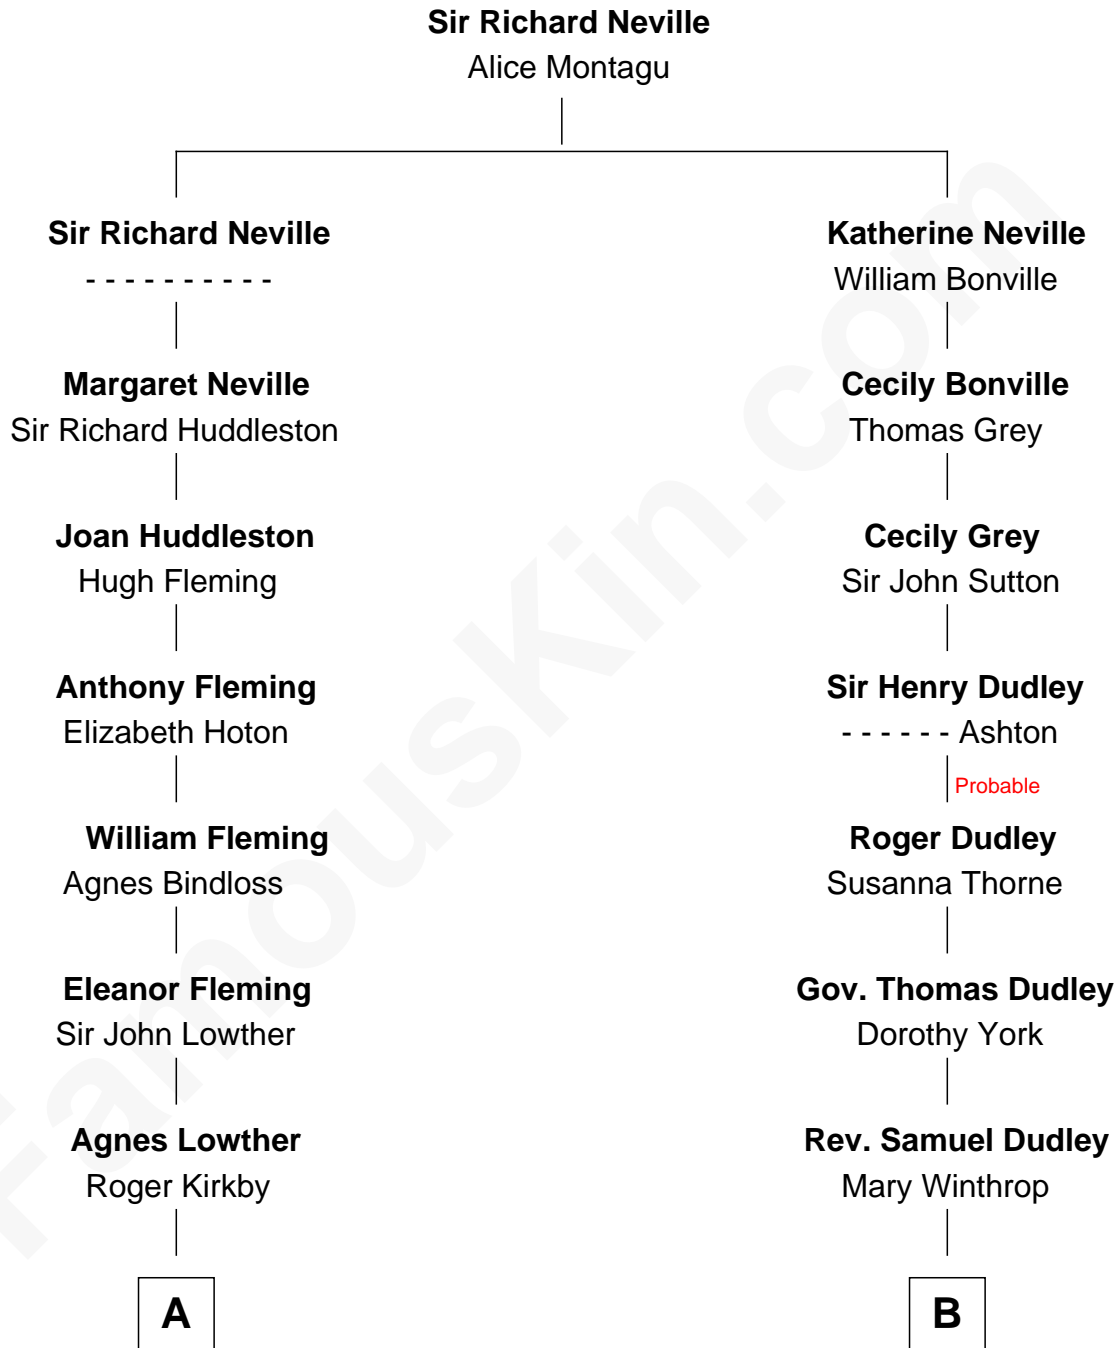 Sir Richard Neville
Alice Montagu
Sir Richard Neville
- - - - - - - - - -
Margaret Neville
Sir Richard Huddleston
Joan Huddleston
Hugh Fleming
Anthony Fleming
Elizabeth Hoton
William Fleming
Agnes Bindloss
Eleanor Fleming
Sir John Lowther
Agnes Lowther
Roger Kirkby
A
Katherine Neville
William Bonville
Cecily Bonville
Thomas Grey
Cecily Grey
Sir John Sutton
Sir Henry Dudley
- - - - - - Ashton
Probable
Roger Dudley
Susanna Thorne
Gov. Thomas Dudley
Dorothy York
Rev. Samuel Dudley
Mary Winthrop
B
FamousKin.com